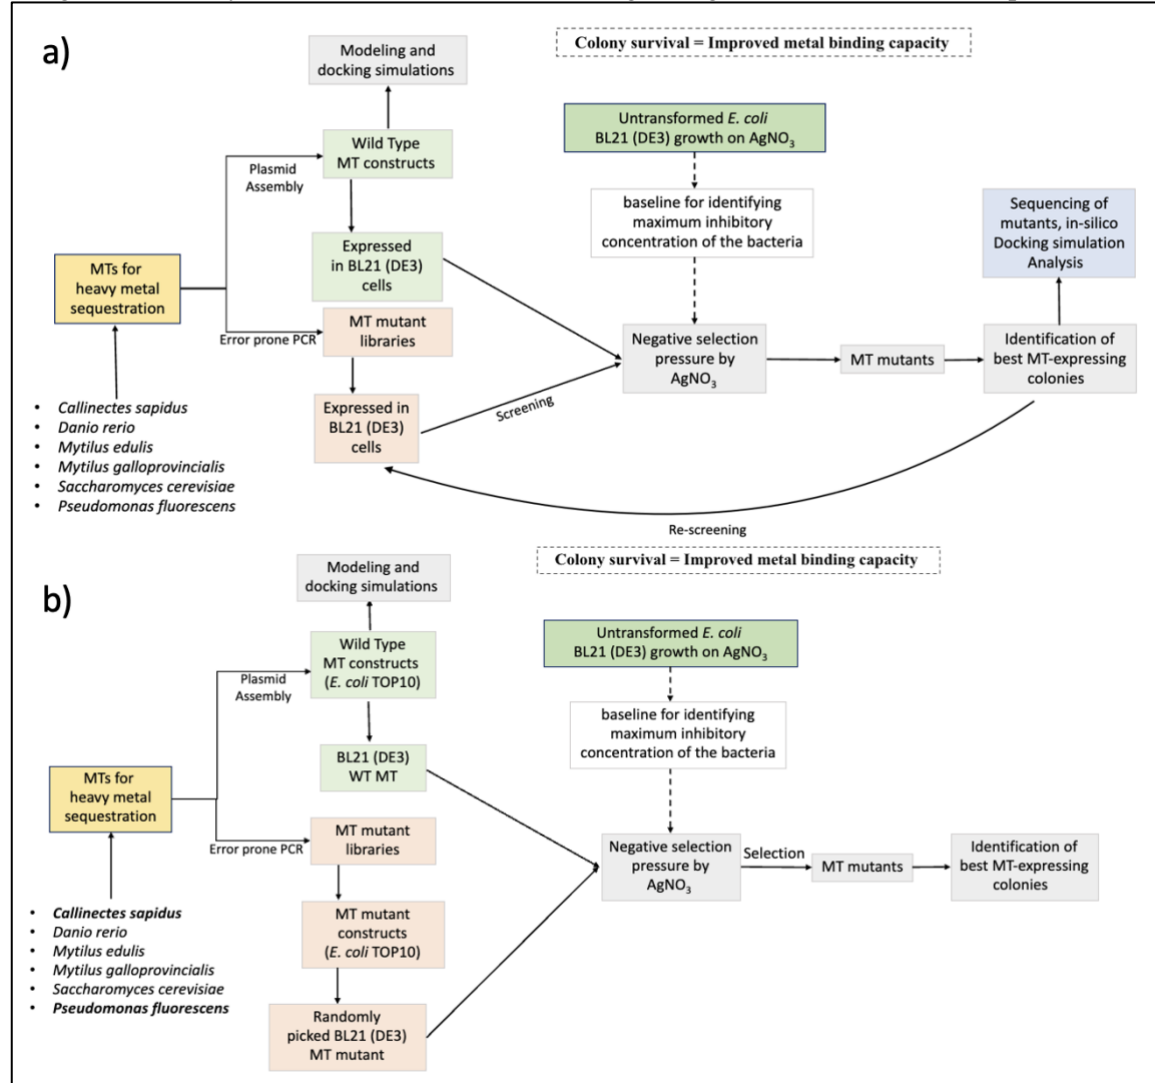 a)
Colony survival = Improved metal binding capacity
Modeling and
docking simulations
Untransformed E. coli
BL21 (DE3) growth on AgNO₃
Wild Type
MT constructs
Plasmid
Assembly
baseline for identifying
maximum inhibitory
concentration of the bacteria
Sequencing of
mutants, in-silico
Docking simulation
Analysis
Expressed
in BL21 (DE3)
cells
MTs for
heavy metal
sequestration
Error prone PCR
MT mutant
libraries
Negative selection
pressure by
AgNO₃
MT mutants
Identification of
best MT-expressing
colonies
Expressed in
BL21 (DE3)
cells
Screening
• Callinectes sapidus
• Danio rerio
• Mytilus edulis
• Mytilus galloprovincialis
• Saccharomyces cerevisiae
• Pseudomonas fluorescens
Re-screening
b)
Colony survival = Improved metal binding capacity
Modeling and
docking simulations
Untransformed E. coli
BL21 (DE3) growth on AgNO₃
Wild Type
MT constructs
(E. coli TOP10)
Plasmid
Assembly
baseline for identifying
maximum inhibitory
concentration of the bacteria
BL21 (DE3)
WT MT
MTs for
heavy metal
sequestration
Error prone PCR
MT mutant
libraries
Negative selection
pressure by
AgNO₃
Selection
MT mutants
Identification of
best MT-expressing
colonies
MT mutant
constructs
(E. coli TOP10)
• Callinectes sapidus
• Danio rerio
• Mytilus edulis
• Mytilus galloprovincialis
• Saccharomyces cerevisiae
• Pseudomonas fluorescens
Randomly
picked BL21 (DE3)
MT mutant